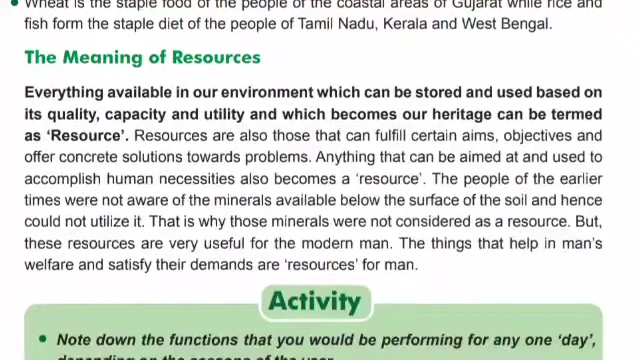 Wheat is the staple food of the people of the coastal areas of Gujarat while rice and
fish form the staple diet of the people of Tamil Nadu, Kerala and West Bengal.
The Meaning of Resources
Everything available in our environment which can be stored and used based on
its quality, capacity and utility and which becomes our heritage can be termed
as ‘Resource’. Resources are also those that can fulfill certain aims, objectives and
offer concrete solutions towards problems. Anything that can be aimed at and used to
accomplish human necessities also becomes a ‘resource’. The people of the earlier
times were not aware of the minerals available below the surface of the soil and hence
could not utilize it. That is why those minerals were not considered as a resource. But,
these resources are very useful for the modern man. The things that help in man’s
welfare and satisfy their demands are ‘resources’ for man.
Activity
• Note down the functions that you would be performing for any one ‘day’,
depending on the seasons of the year.